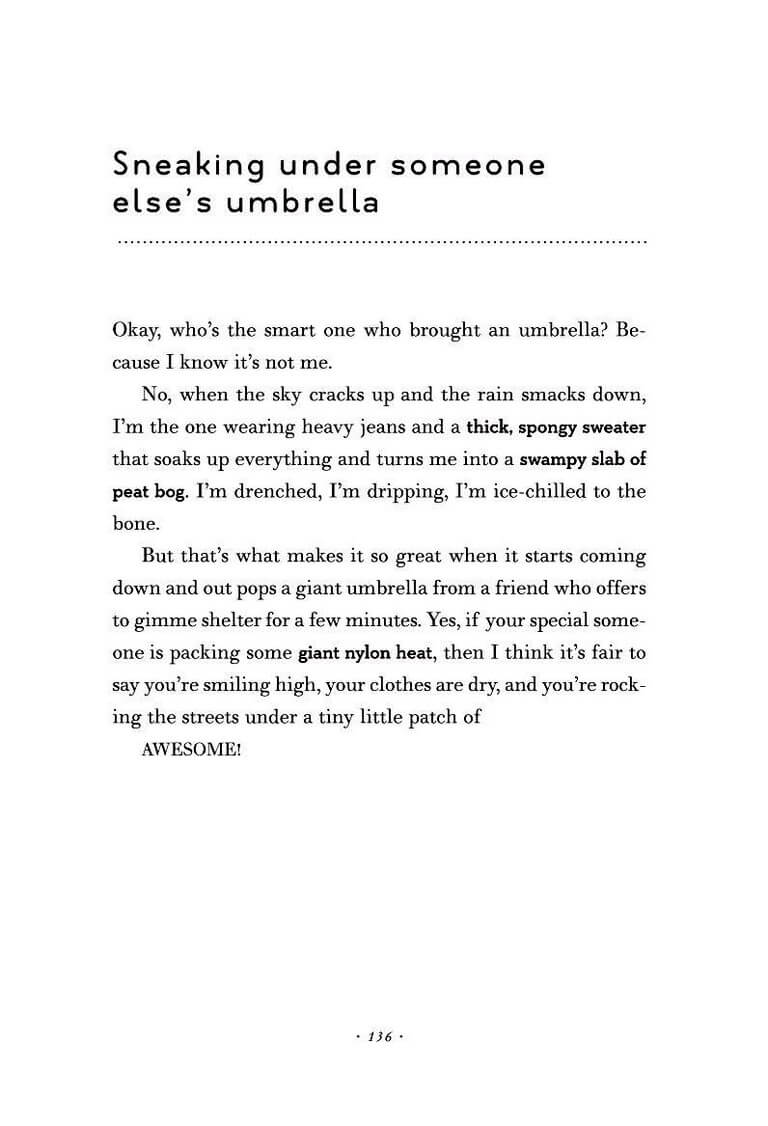 Sneaking under someone
else’s umbrella
Okay, who’s the smart one who brought an umbrella? Be-
cause I know it’s not me.
No, when the sky cracks up and the rain smacks down,
I’m the one wearing heavy jeans and a thick, spongy sweater
that soaks up everything and turns me into a swampy slab of
peat bog. I’m drenched, I’m dripping, I’m ice-chilled to the
bone.
But that’s what makes it so great when it starts coming
down and out pops a giant umbrella from a friend who offers
to gimme shelter for a few minutes. Yes, if your special some-
one is packing some giant nylon heat, then I think it’s fair to
say you’re smiling high, your clothes are dry, and you’re rock-
ing the streets under a tiny little patch of
AWESOME!
· 136 ·